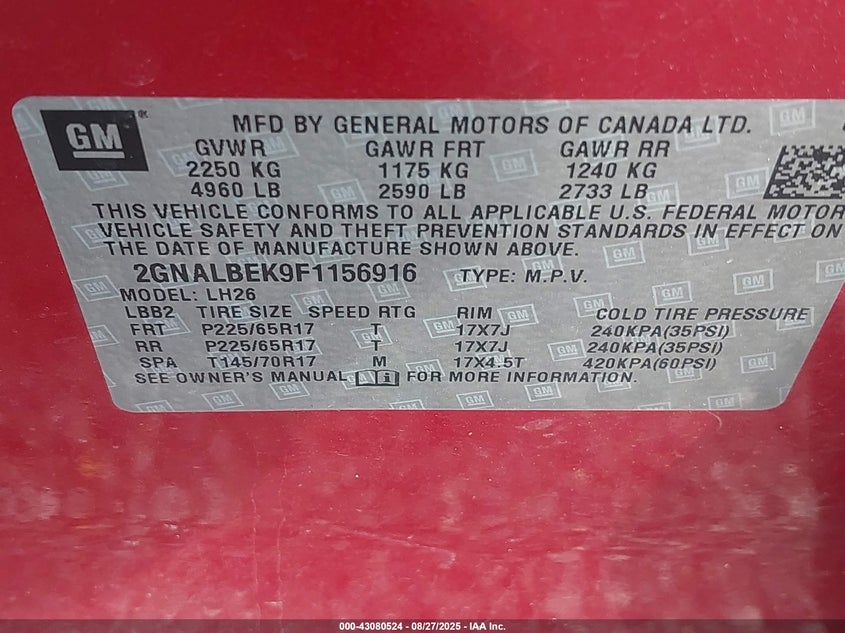 GM
MFD BY GENERAL MOTORS OF CANADA LTD.
GVWR GAWR FRT GAWR RR
2250 KG 1175 KG 1240 KG
4960 LB 2590 LB 2733 LB
THIS VEHICLE CONFORMS TO ALL APPLICABLE U.S. FEDERAL MOTOR
VEHICLE SAFETY AND THEFT PREVENTION STANDARDS IN EFFECT ON
THE DATE OF MANUFACTURE SHOWN ABOVE.
2GNALBEK9F1156916 TYPE: M.P.V.
MODEL: LH26
LBB2 TIRE SIZE SPEED RTG RIM COLD TIRE PRESSURE
FRT P225/65R17 T 17X7J 240KPA(35PSI)
RR P225/65R17 T 17X7J 240KPA(35PSI)
SPA T145/70R17 M 17X4.5T 420KPA(60PSI)
SEE OWNER'S MANUAL FOR MORE INFORMATION.
000-43080524 - 08/27/2025 - IAA Inc.